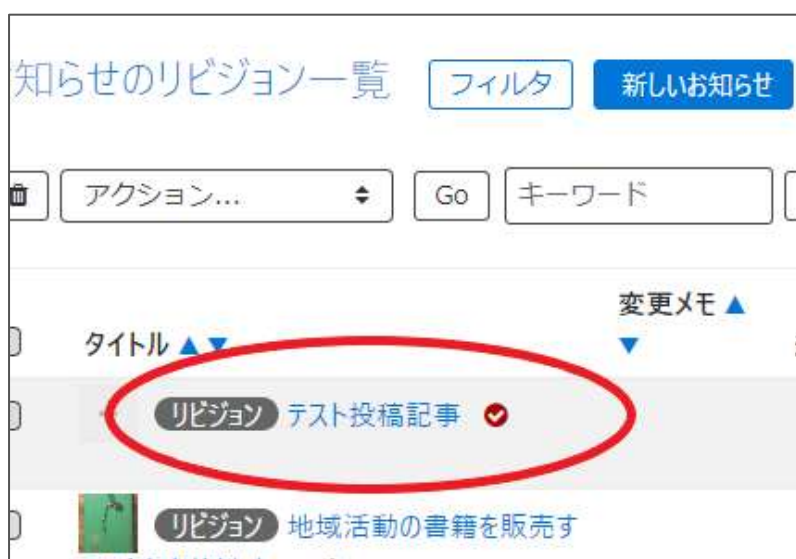 知らせのリビジョン一覧 フィルタ 新しいお知らせ
アクション... Go キーワード
変更メモ ▲
タイトル ▲▼ ▼
リビジョン テスト投稿記事
リビジョン 地域活動の書籍を販売す